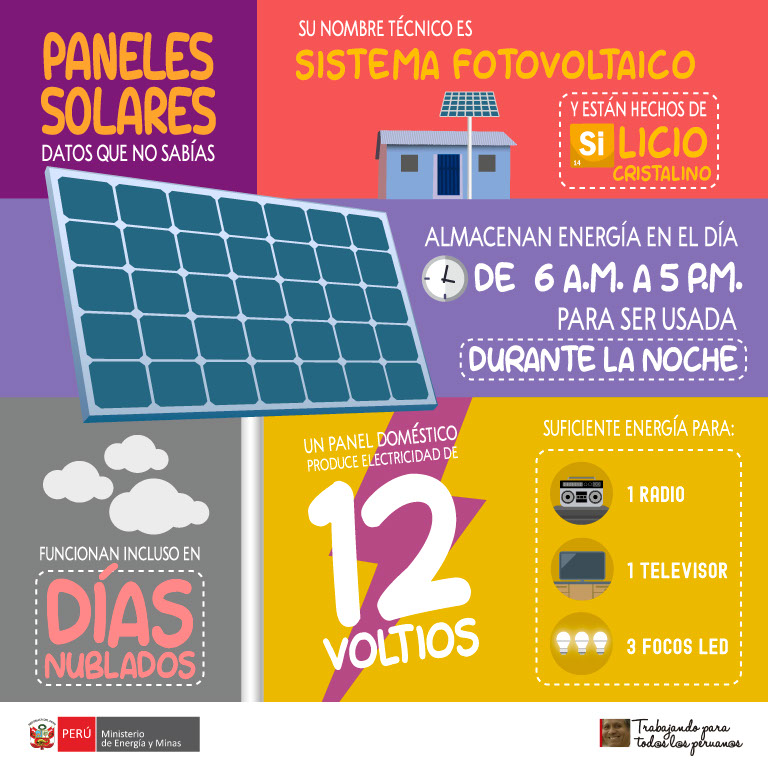 PANELES
SOLARES
DATOS QUE NO SABÍAS
SU NOMBRE TÉCNICO ES
SISTEMA FOTOVOLTAICO
Y ESTÁN HECHOS DE
Si LICIO
14
CRISTALINO
ALMACENAN ENERGÍA EN EL DÍA
DE 6 A.M. A 5 P.M.
PARA SER USADA
DURANTE LA NOCHE
FUNCIONAN INCLUSO EN
DÍAS
NUBLADOS
UN PANEL DOMÉSTICO
PRODUCE ELECTRICIDAD DE
12
VOLTIOS
SUFICIENTE ENERGÍA PARA:
1 RADIO
1 TELEVISOR
3 FOCOS LED
PERÚ
Ministerio
de Energía y Minas
Trabajando para
todos los peruanos